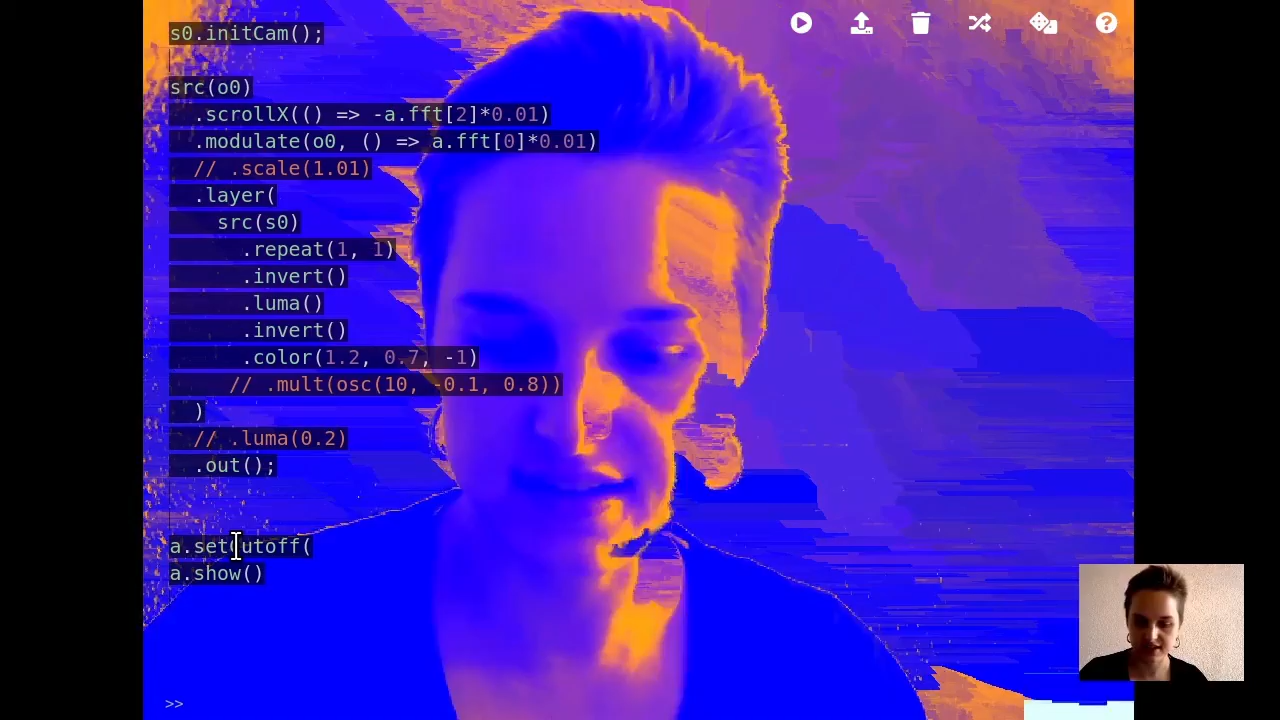 s0.initCam();
src(o0)
.scrollX(() => -a.fft[2]*0.01)
.modulate(o0, () => a.fft[0]*0.01)
// .scale(1.01)
.layer(
src(s0)
.repeat(1, 1)
.invert()
.luma()
.invert()
.color(1.2, 0.7, -1)
// .mult(osc(10, -0.1, 0.8))
)
// .luma(0.2)
.out();
a.setCutoff(
a.show()
>>